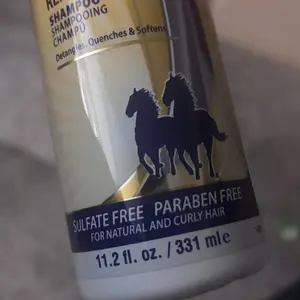 SHAMPOO
SHAMPOOING
CHAMPÚ
Detangles, Quenches & Softens
SULFATE FREE PARABEN FREE
FOR NATURAL AND CURLY HAIR
11.2 fl. oz. / 331 ml e